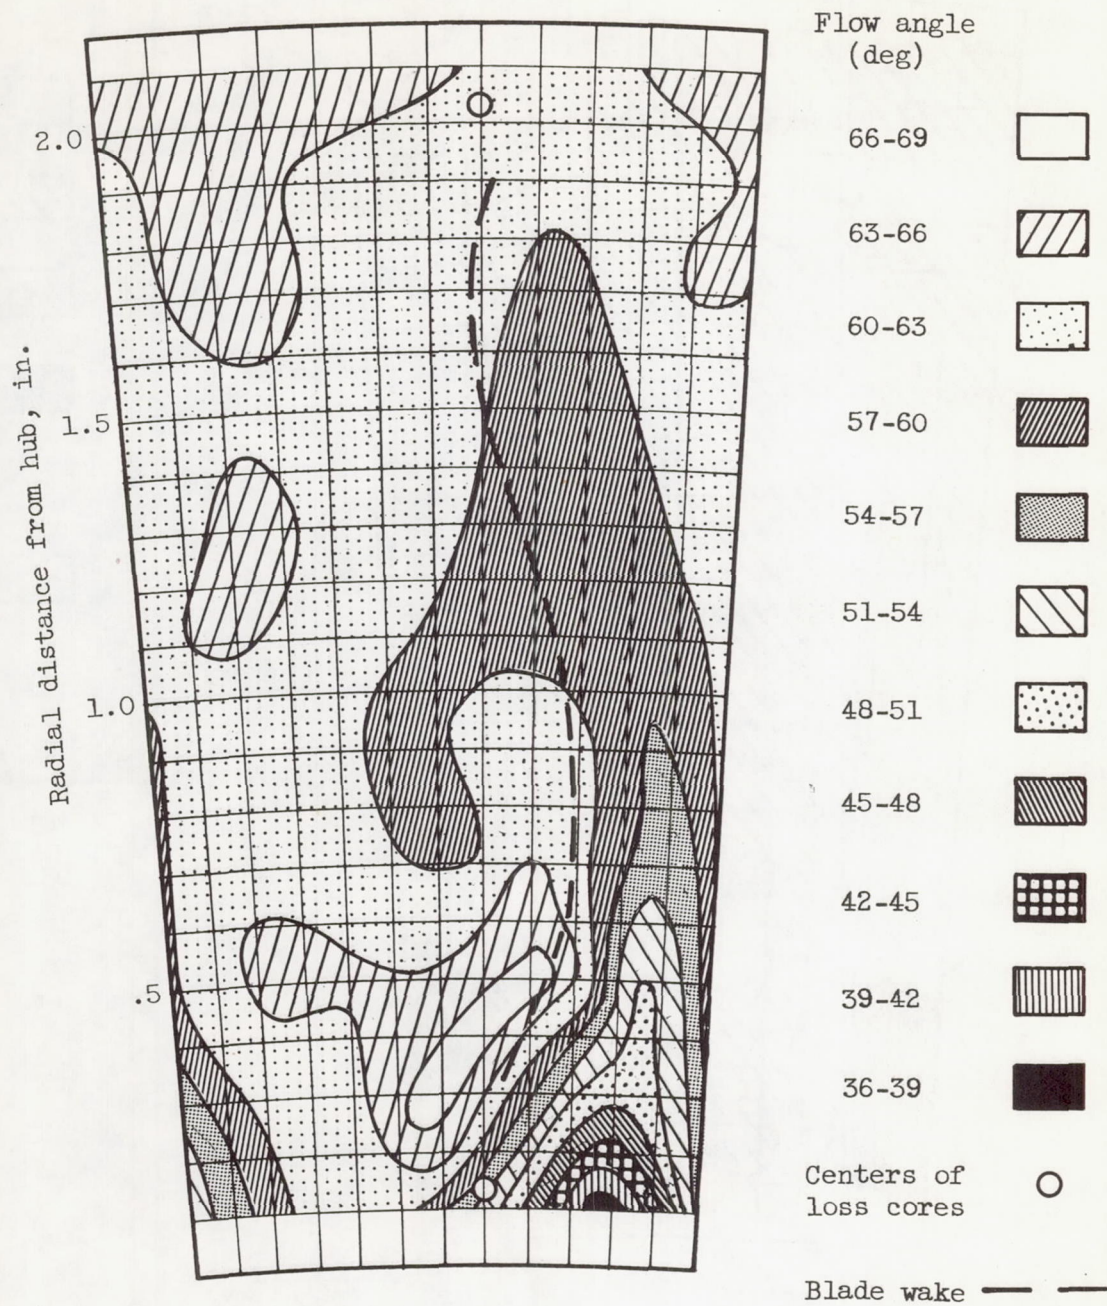 Flow angle
(deg)
66-69
63-66
60-63
57-60
54-57
51-54
48-51
45-48
42-45
39-42
36-39
Centers of
loss cores
Blade wake
Radial distance from hub, in.
2.0
1.5
1.0
.5